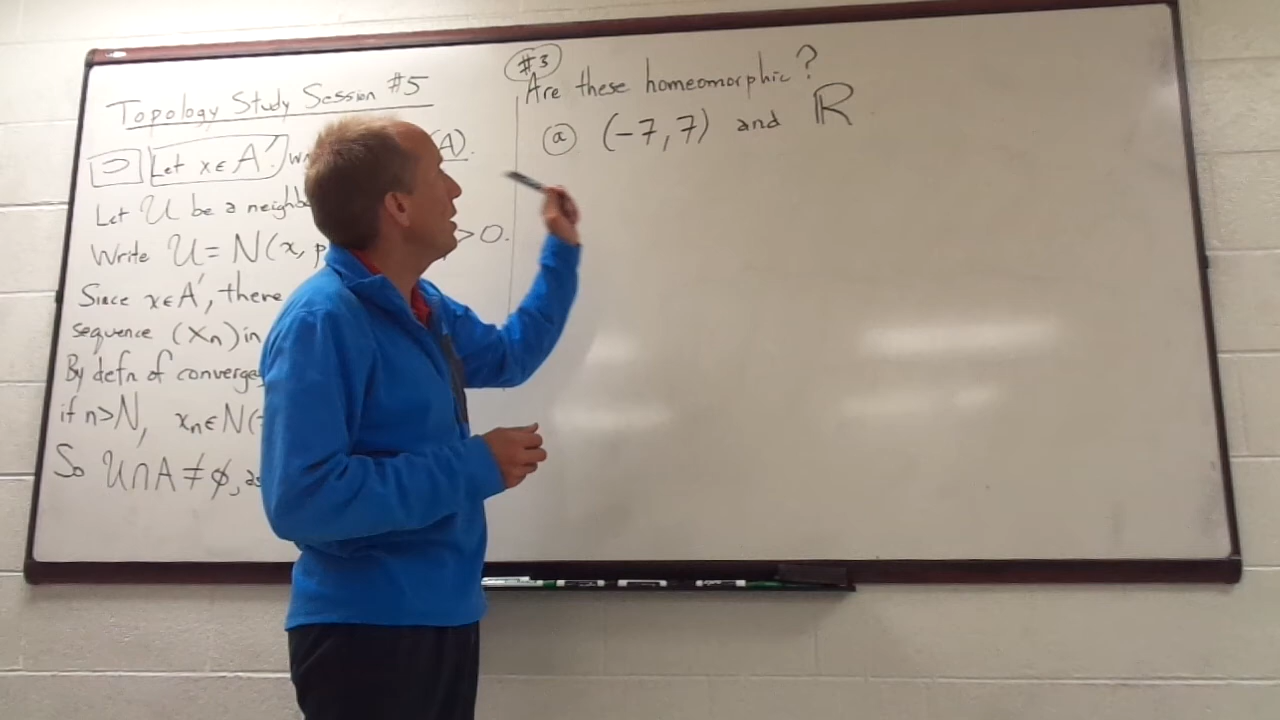 Topology Study Session #5
⊃ Let x ∈ A'. (A).
Let U be a neighb
Write U = N(x, p > 0.
Since x ∈ A', there
sequence (xₙ) in
By defn of converge
if n > N, xₙ ∈ N(
So U ∩ A ≠ ∅,
#3
Are these homeomorphic?
ⓐ (-7, 7) and ℝ